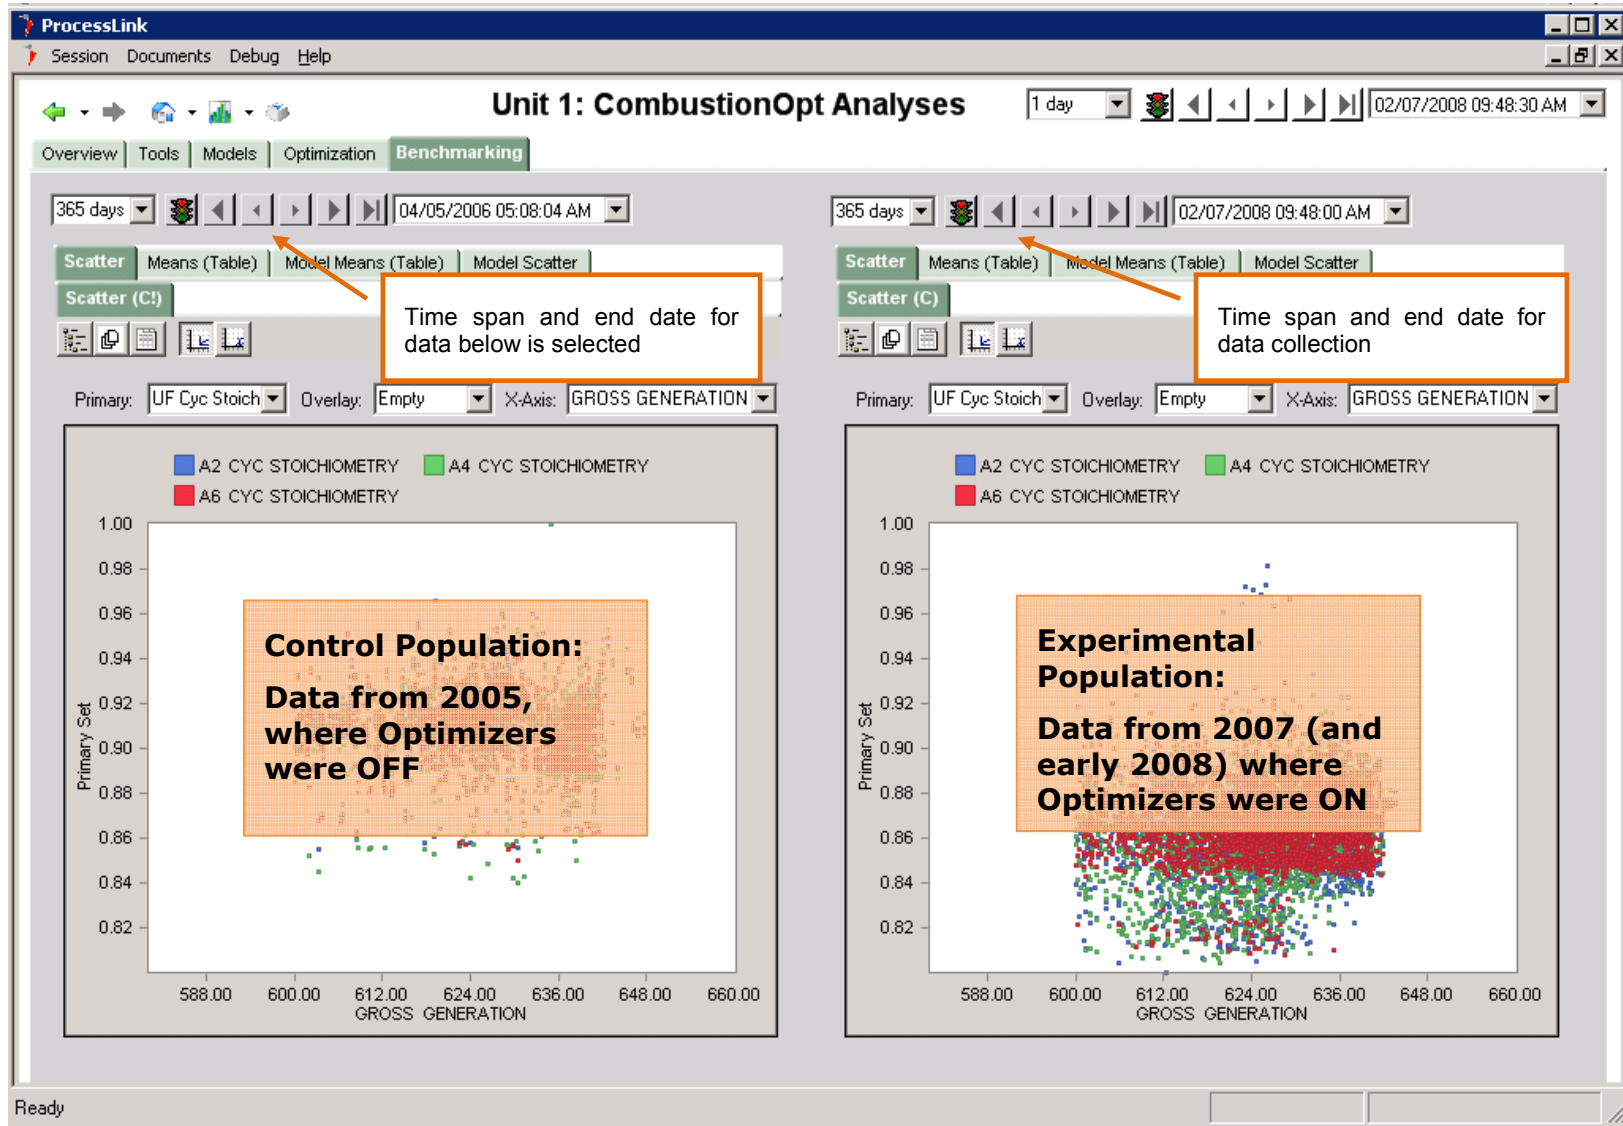 ProcessLink
Session Documents Debug Help
Unit 1: CombustionOpt Analyses
1 day
02/07/2008 09:48:30 AM
Overview Tools Models Optimization Benchmarking
365 days
04/05/2006 05:08:04 AM
365 days
02/07/2008 09:48:00 AM
Scatter Means (Table) Model Means (Table) Model Scatter
Scatter (C!)
Time span and end date for
data below is selected
Primary: UF Cyc Stoich Overlay: Empty X-Axis: GROSS GENERATION
A2 CYC STOICHIOMETRY A4 CYC STOICHIOMETRY
A6 CYC STOICHIOMETRY
1.00
0.98
0.96
0.94
0.92
0.90
0.88
0.86
0.84
0.82
Primary Set
Control Population:
Data from 2005,
where Optimizers
were OFF
588.00 600.00 612.00 624.00 636.00 648.00 660.00
GROSS GENERATION
Scatter Means (Table) Model Means (Table) Model Scatter
Scatter (C)
Time span and end date for
data collection
Primary: UF Cyc Stoich Overlay: Empty X-Axis: GROSS GENERATION
A2 CYC STOICHIOMETRY A4 CYC STOICHIOMETRY
A6 CYC STOICHIOMETRY
1.00
0.98
0.96
0.94
0.92
0.90
0.88
0.86
0.84
0.82
Primary Set
Experimental
Population:
Data from 2007 (and
early 2008) where
Optimizers were ON
588.00 600.00 612.00 624.00 636.00 648.00 660.00
GROSS GENERATION
Ready